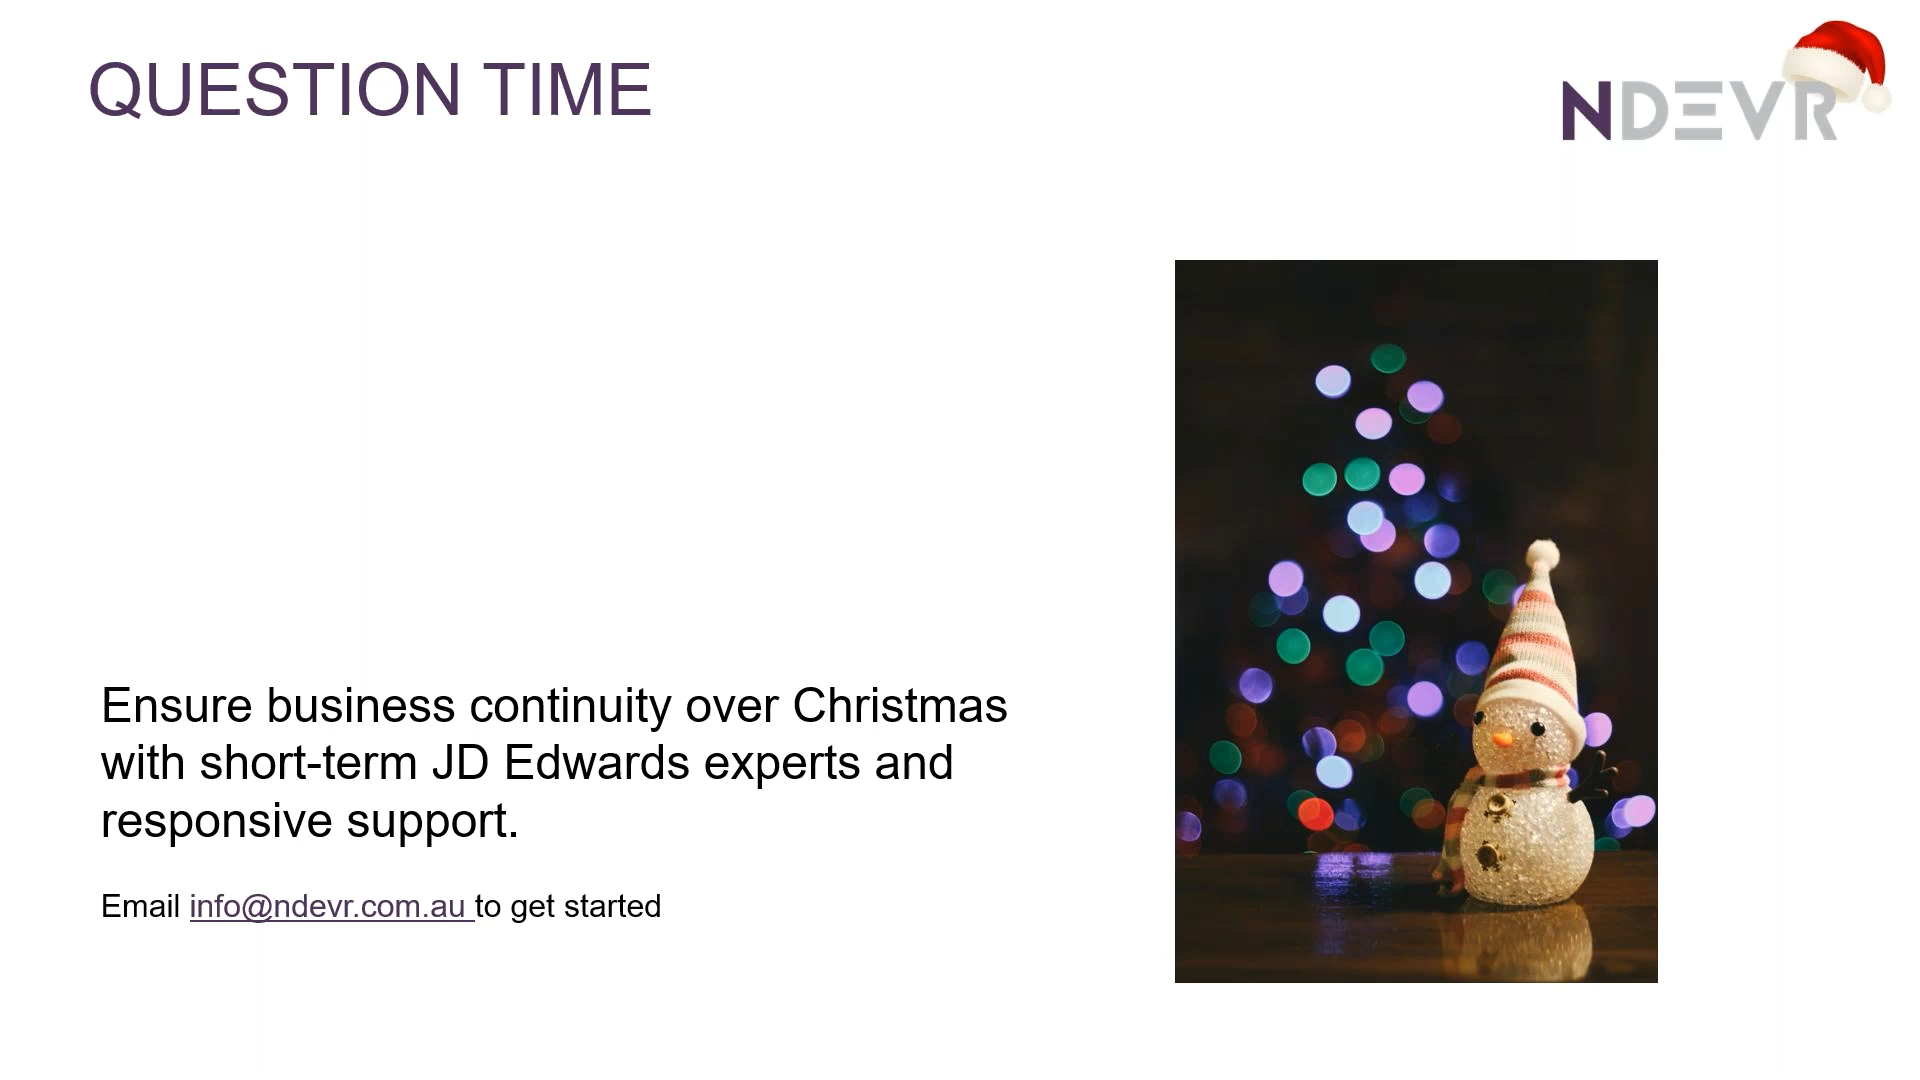 QUESTION TIME
NDEVR
Ensure business continuity over Christmas
with short-term JD Edwards experts and
responsive support.
Email info@ndevr.com.au to get started